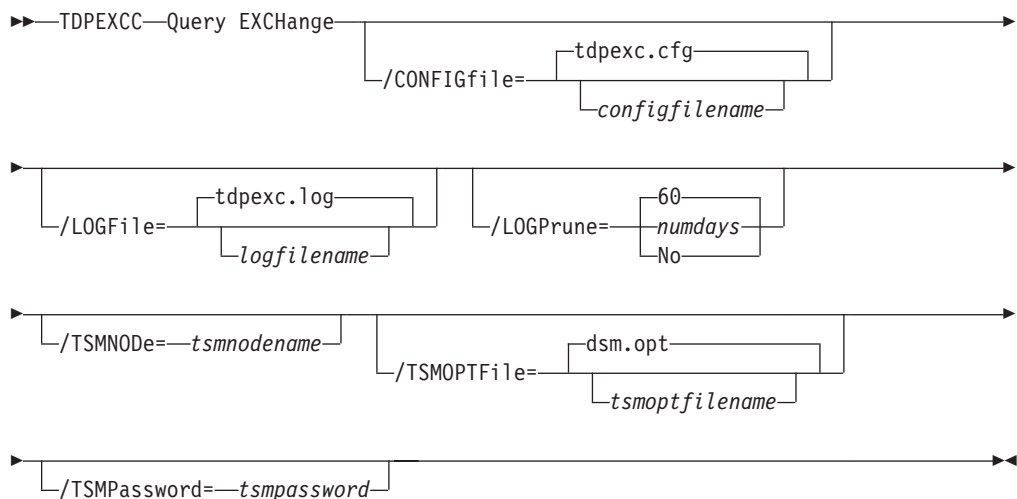 TDPEXCC Query EXCHange
/CONFIGfile= tdpexc.cfg
configfilename
/LOGFile= tdpexc.log
logfilename
/LOGPrune= 60
numdays
No
/TSMNODe= tsmnodename
/TSMOPTFile= dsm.opt
tsmoptfilename
/TSMPassword= tsmpassword